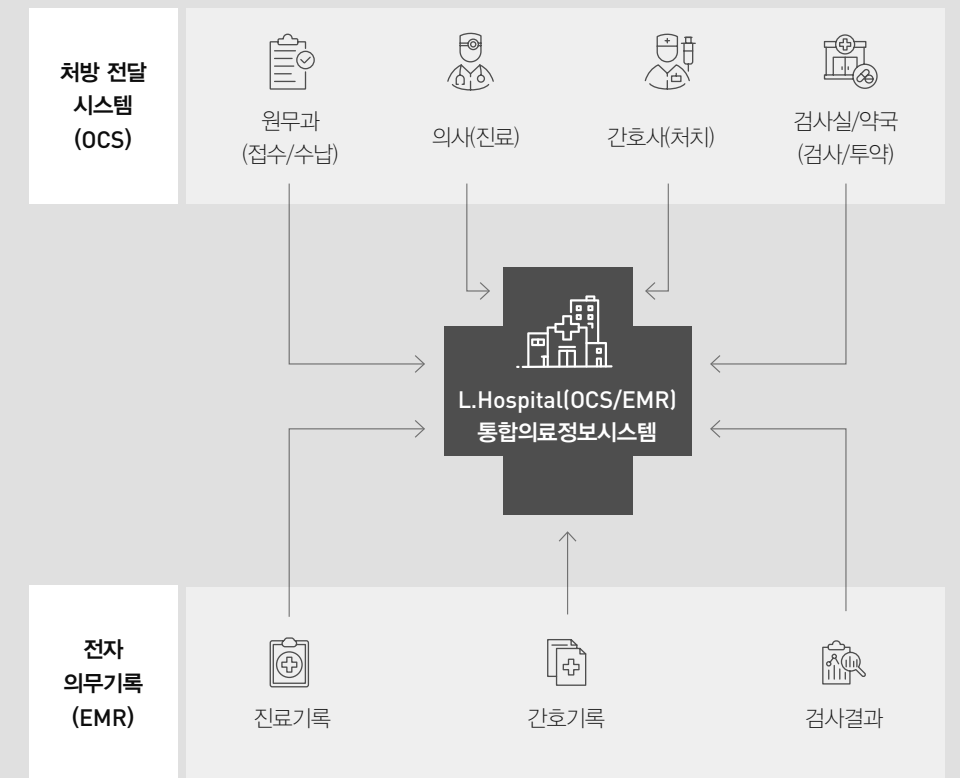 처방 전달
시스템
(OCS)
원무과
(접수/수납)
의사(진료)
간호사(처치)
검사실/약국
(검사/투약)
L.Hospital(OCS/EMR)
통합의료정보시스템
전자
의무기록
(EMR)
진료기록
간호기록
검사결과